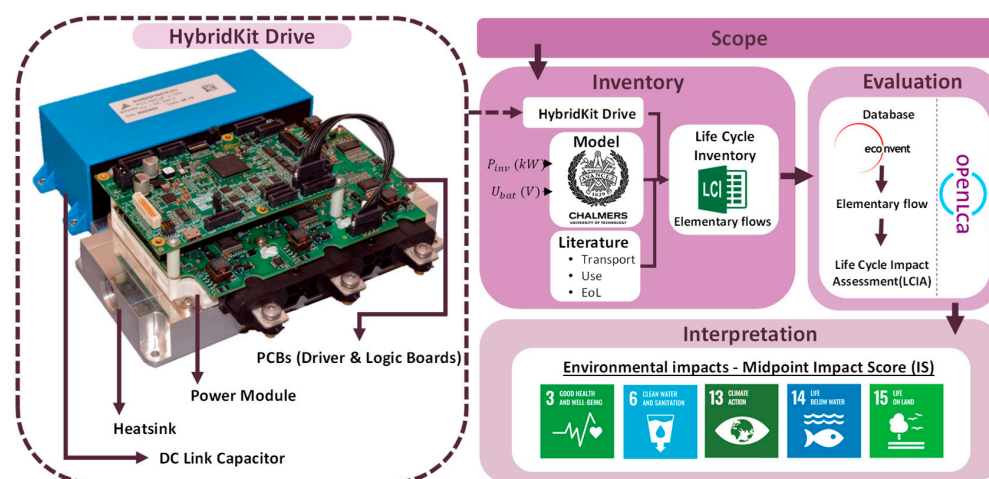 HybridKit Drive
PCBs (Driver & Logic Boards)
Power Module
Heatsink
DC Link Capacitor
Scope
Inventory
HybridKit Drive
Model
P_inv (kW)
U_bat (V)
AVANCEZ
1829
CHALMERS
UNIVERSITY OF TECHNOLOGY
Literature
• Transport
• Use
• EoL
Life Cycle
Inventory
LCI
Elementary flows
Evaluation
Database
ecoinvent
Elementary flow
Life Cycle Impact
Assessment(LCIA)
openLca
Interpretation
Environmental impacts - Midpoint Impact Score (IS)
3 GOOD HEALTH
AND WELL-BEING
6 CLEAN WATER
AND SANITATION
13 CLIMATE
ACTION
14 LIFE
BELOW WATER
15 LIFE
ON LAND